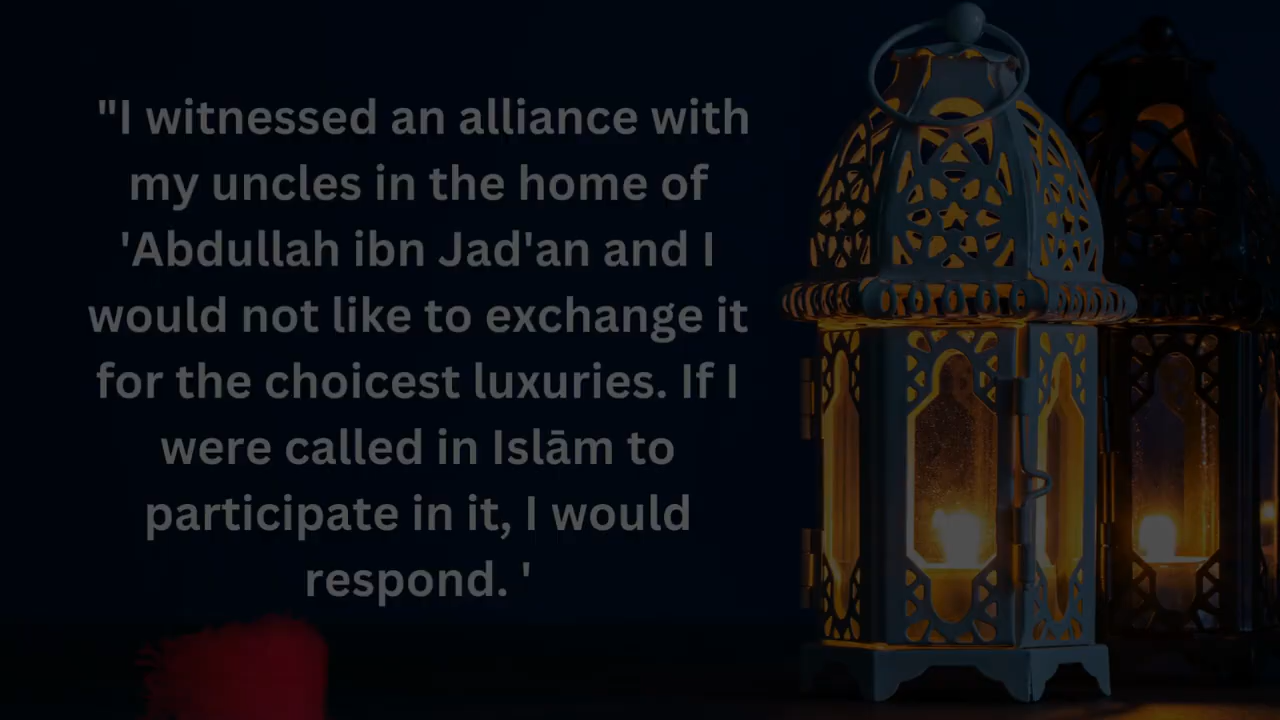 "I witnessed an alliance with
my uncles in the home of
'Abdullah ibn Jad'an and I
would not like to exchange it
for the choicest luxuries. If I
were called in Islām to
participate in it, I would
respond. '